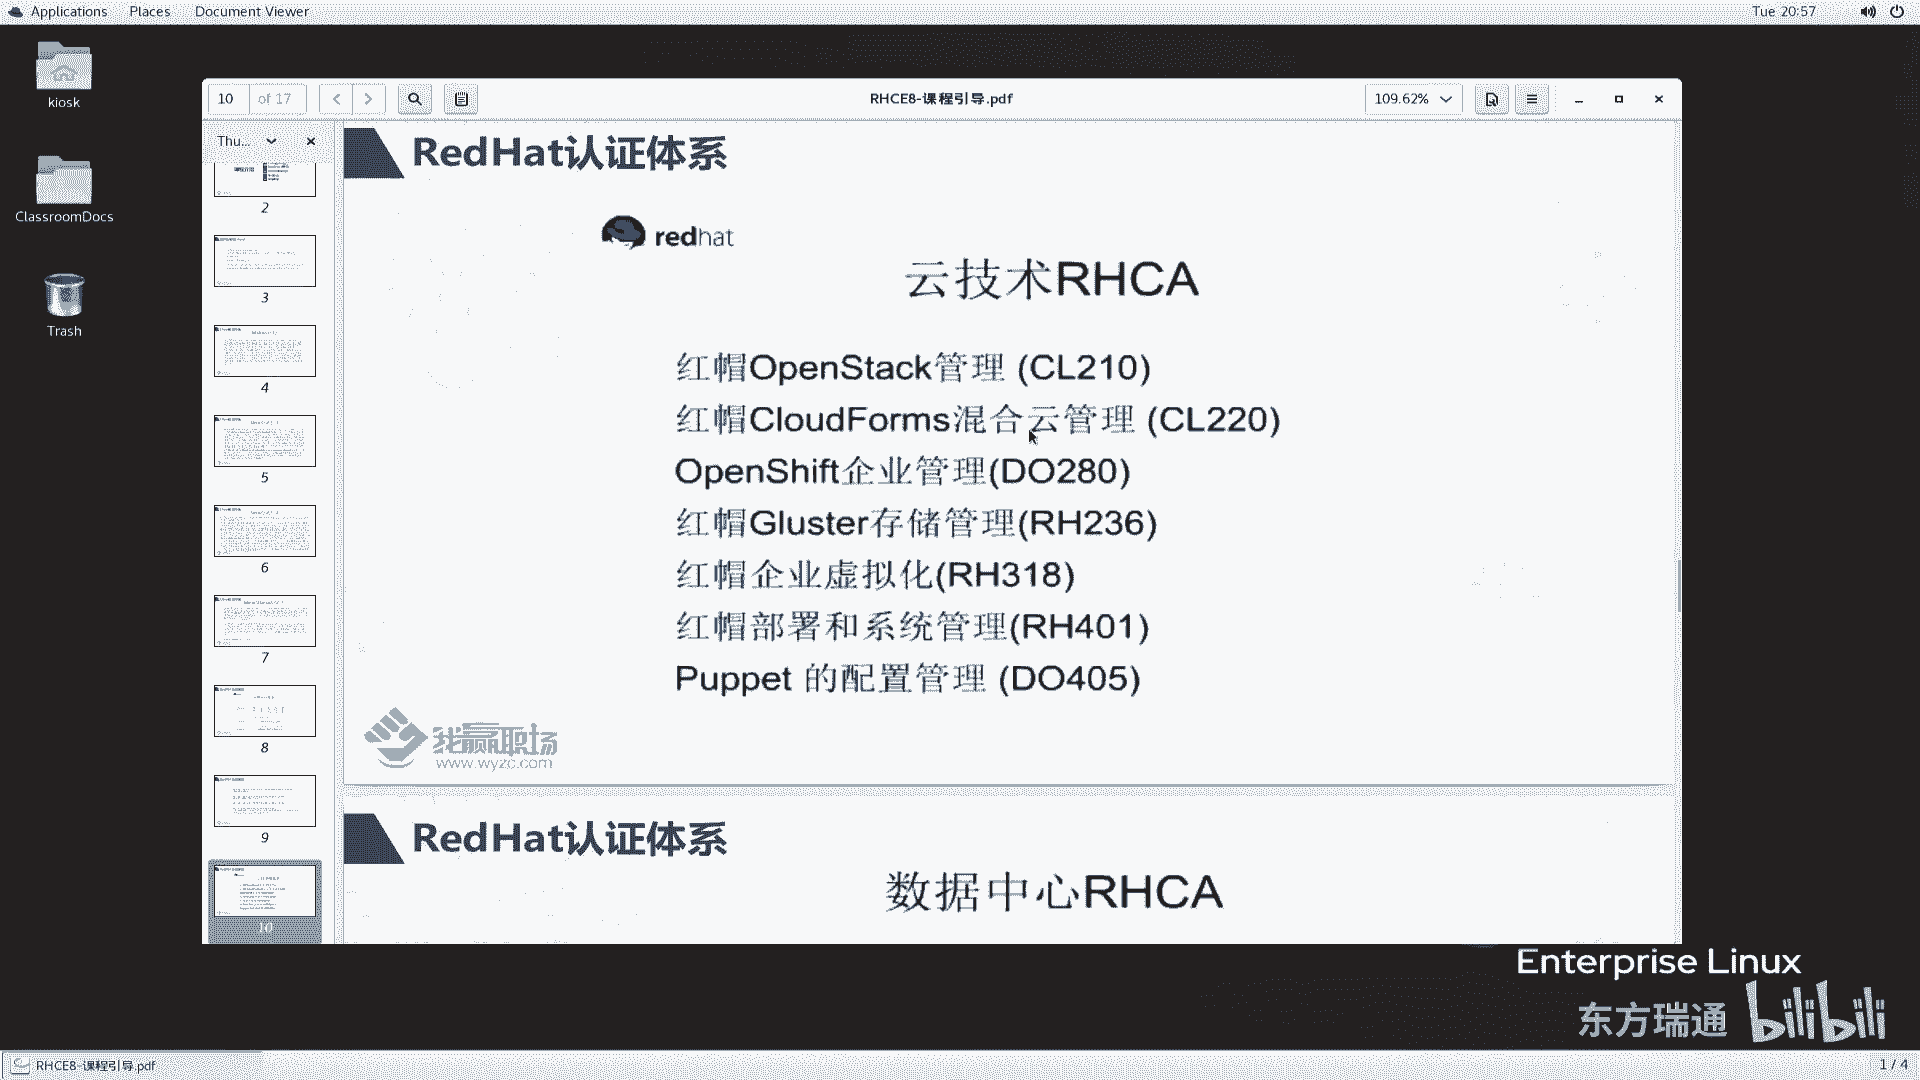 Applications Places Document Viewer Tue 20:57
kiosk
ClassroomDocs
Trash
10 of 17 RHCE8-课程引导.pdf 109.62%
Thu...
2
3
4
5
6
7
8
9
10
RedHat认证体系
redhat
云技术RHCA
红帽OpenStack管理 (CL210)
红帽CloudForms混合云管理 (CL220)
OpenShift企业管理(DO280)
红帽Gluster存储管理(RH236)
红帽企业虚拟化(RH318)
红帽部署和系统管理(RH401)
Puppet 的配置管理 (DO405)
我赢职场
www.wyzc.com
RedHat认证体系
数据中心RHCA
Enterprise Linux
东方瑞通 bilibili
RHCE8-课程引导.pdf 1 / 4